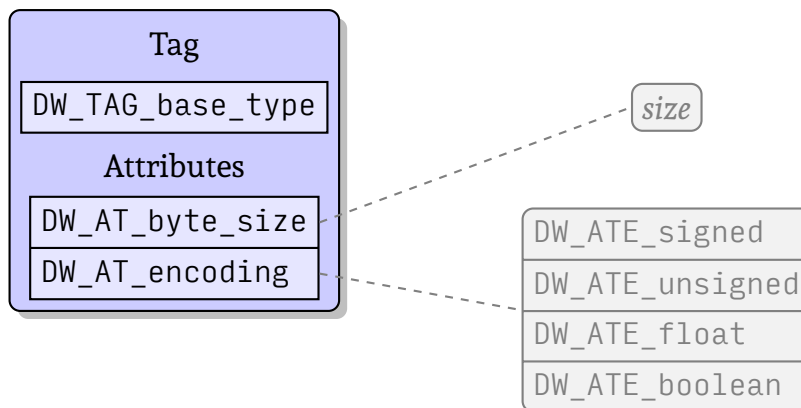 Tag
DW_TAG_base_type
Attributes
DW_AT_byte_size
DW_AT_encoding
size
DW_ATE_signed
DW_ATE_unsigned
DW_ATE_float
DW_ATE_boolean